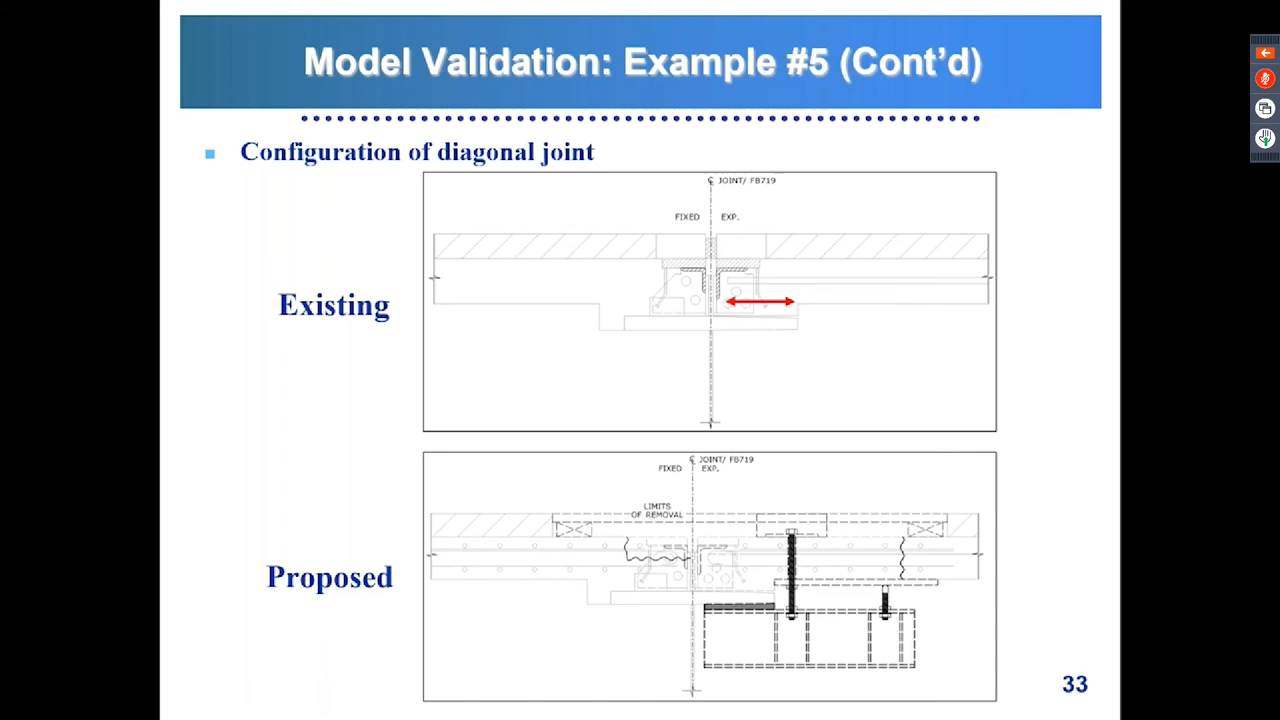 Model Validation: Example #5 (Cont’d)
Configuration of diagonal joint
℄ JOINT/ FB719
FIXED EXP.
Existing
℄ JOINT/ FB719
FIXED EXP.
LIMITS
OF REMOVAL
Proposed
33